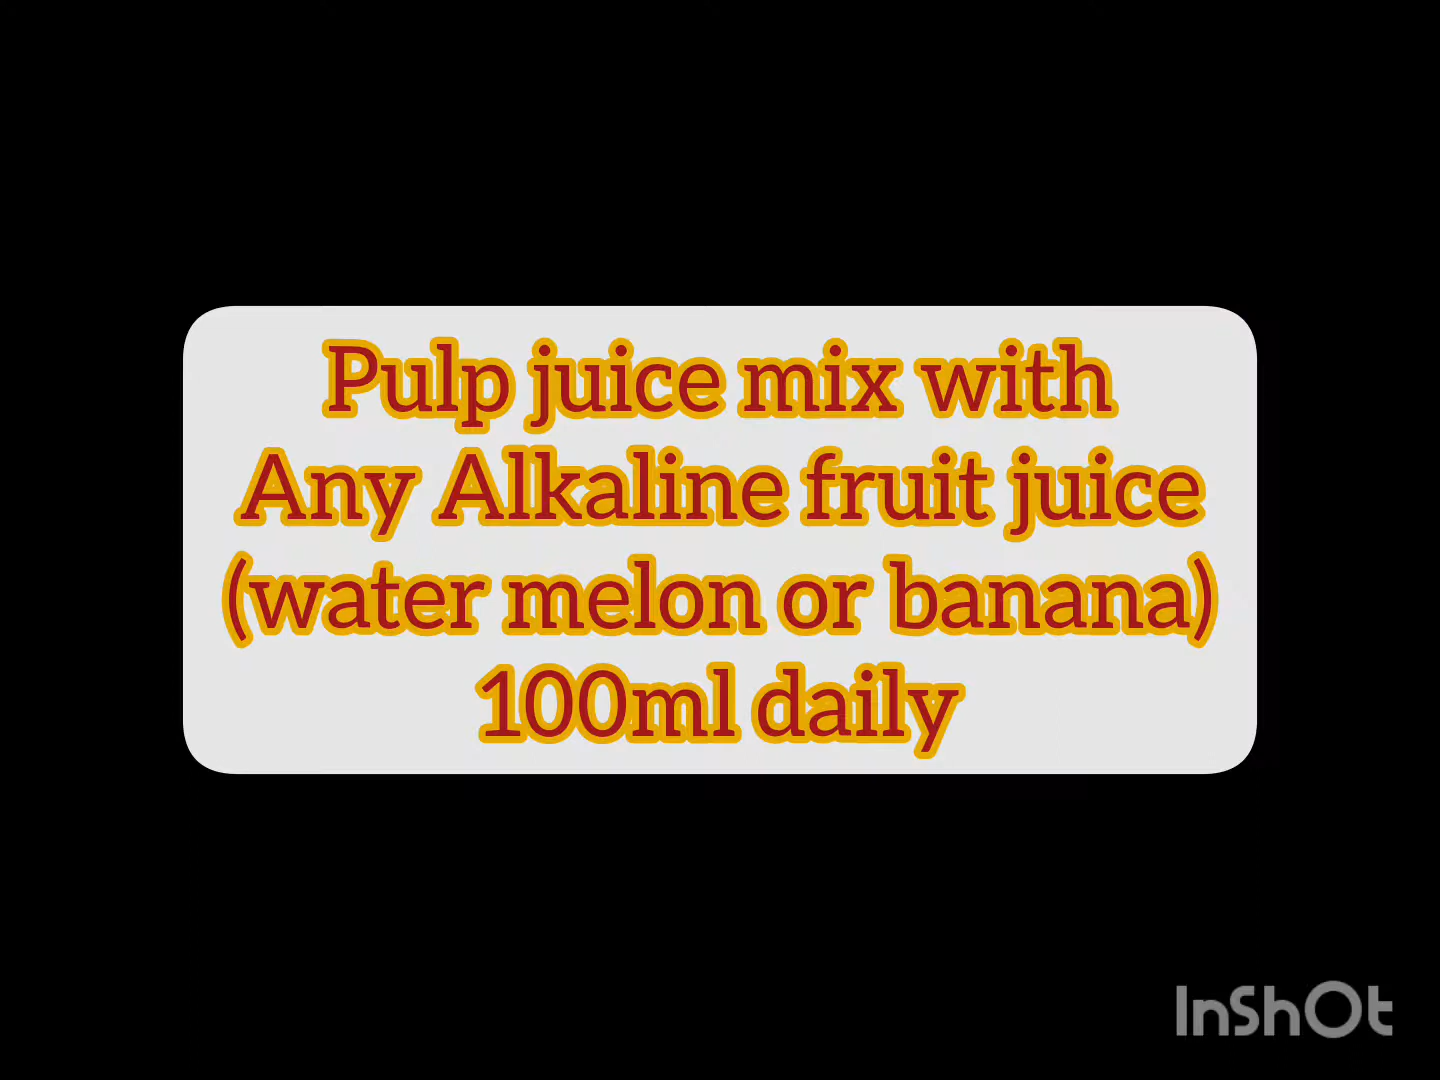 Pulp juice mix with
Any Alkaline fruit juice
(water melon or banana)
100ml daily
InShOt